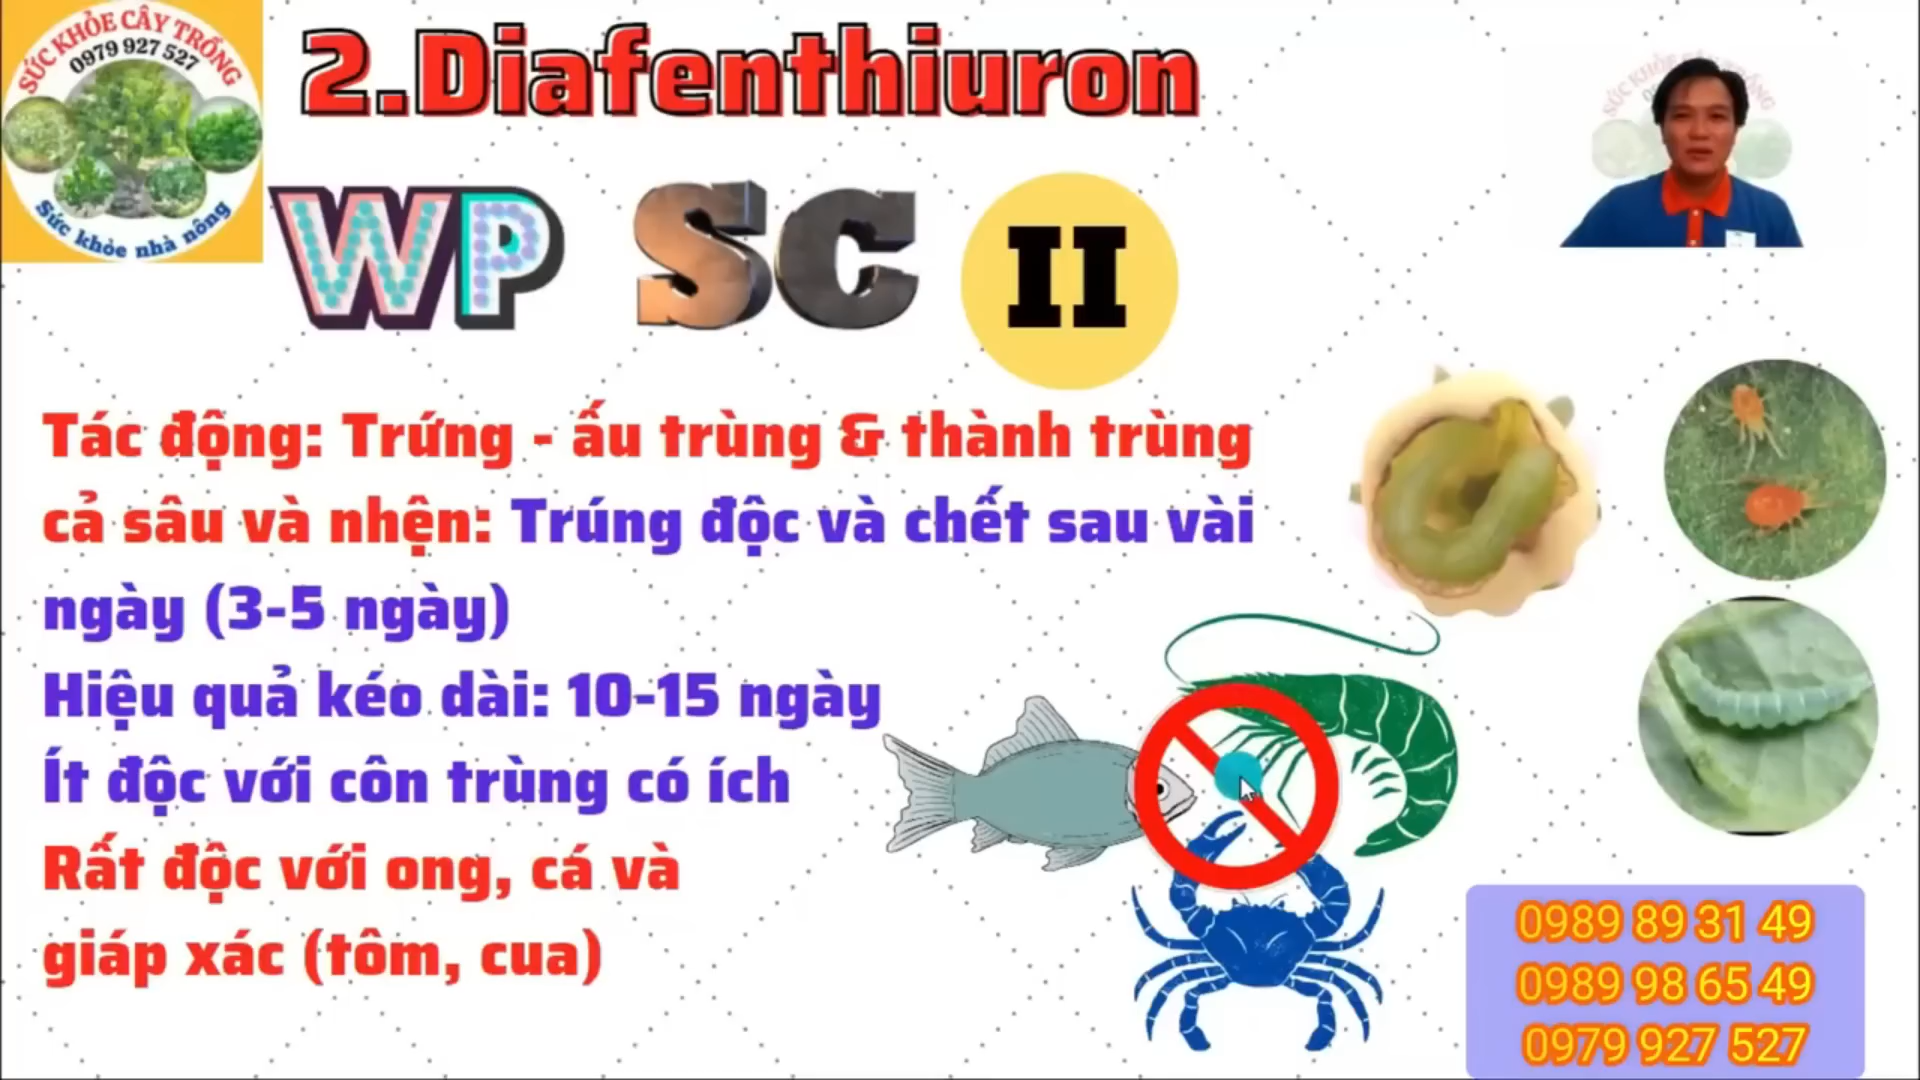 SỨC KHỎE CÂY TRỒNG
0979 927 527
Sức khỏe nhà nông
2.Diafenthiuron
WP SC II
Tác động: Trứng - ấu trùng & thành trùng
cả sâu và nhện: Trúng độc và chết sau vài
ngày (3-5 ngày)
Hiệu quả kéo dài: 10-15 ngày
Ít độc với côn trùng có ích
Rất độc với ong, cá và
giáp xác (tôm, cua)
0989 89 31 49
0989 98 65 49
0979 927 527